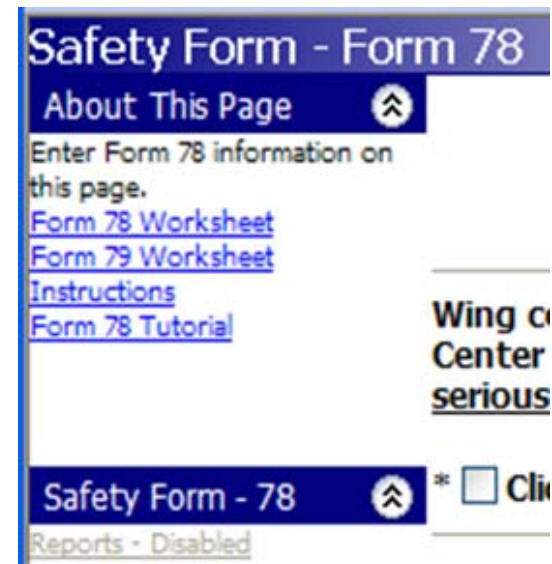 Safety Form - Form 78
About This Page
Enter Form 78 information on
this page.
Form 78 Worksheet
Form 79 Worksheet
Instructions
Form 78 Tutorial
Wing
Center
serious
Safety Form - 78
*
Reports - Disabled